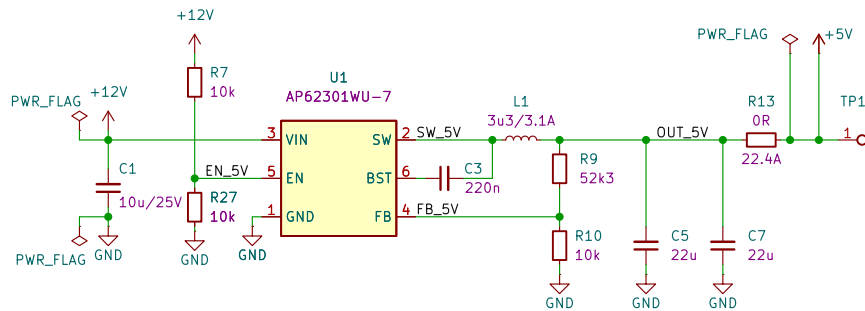 +12V
PWR_FLAG
+5V
R7
10k
U1
AP62301WU-7
PWR_FLAG
+12V
L1
3u3/3.1A
R13
0R
22.4A
TP1
1
3
VIN
SW
2
SW_5V
OUT_5V
C1
10u/25V
EN_5V
5
EN
BST
6
C3
220n
R9
52k3
R27
10k
1
GND
FB
4
FB_5V
R10
10k
C5
22u
C7
22u
PWR_FLAG
GND
GND
GND
GND
GND
GND